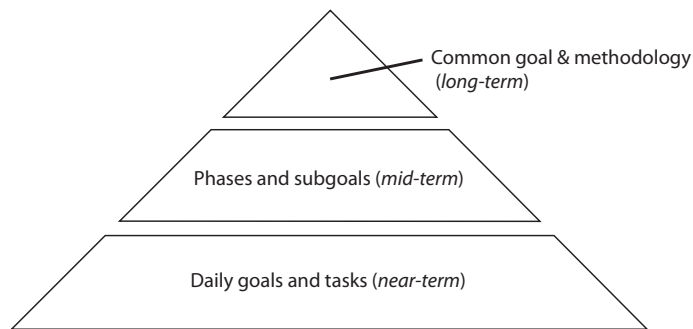 Common goal & methodology
(long-term)
Phases and subgoals (mid-term)
Daily goals and tasks (near-term)